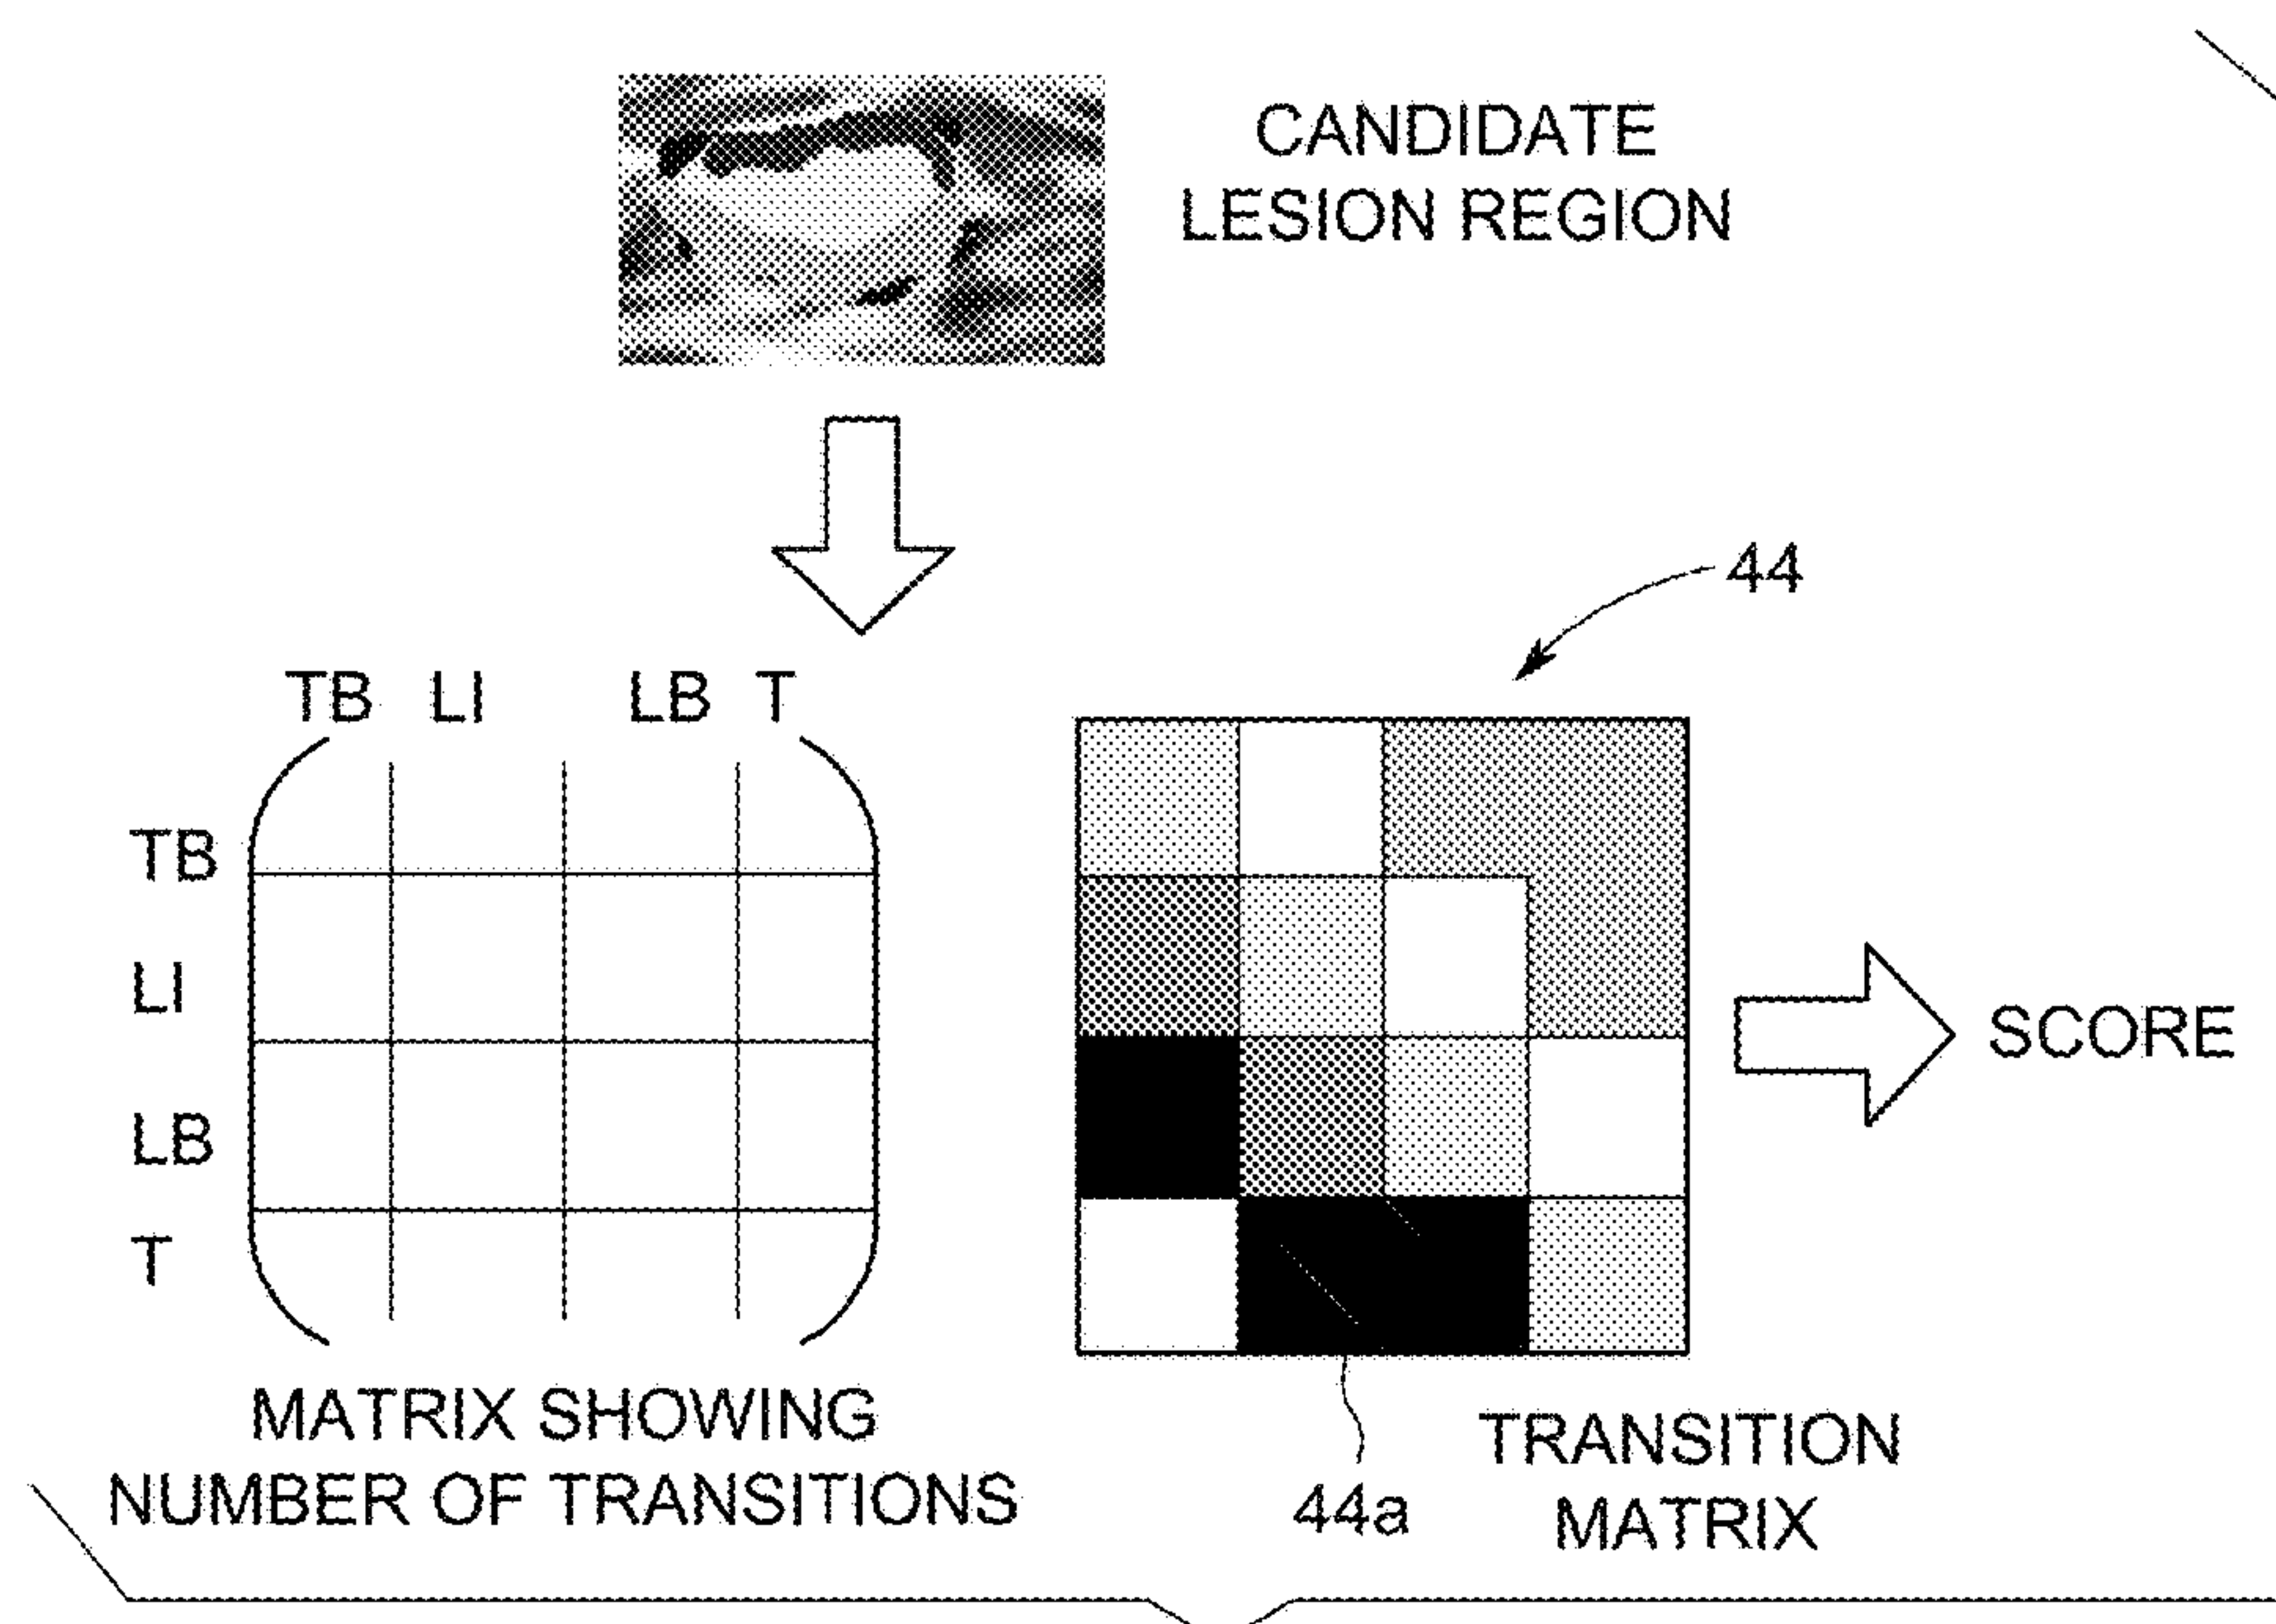 CANDIDATE
LESION REGION
44
TB LI LB T
TB
LI
LB
T
SCORE
MATRIX SHOWING
NUMBER OF TRANSITIONS
44a
TRANSITION
MATRIX